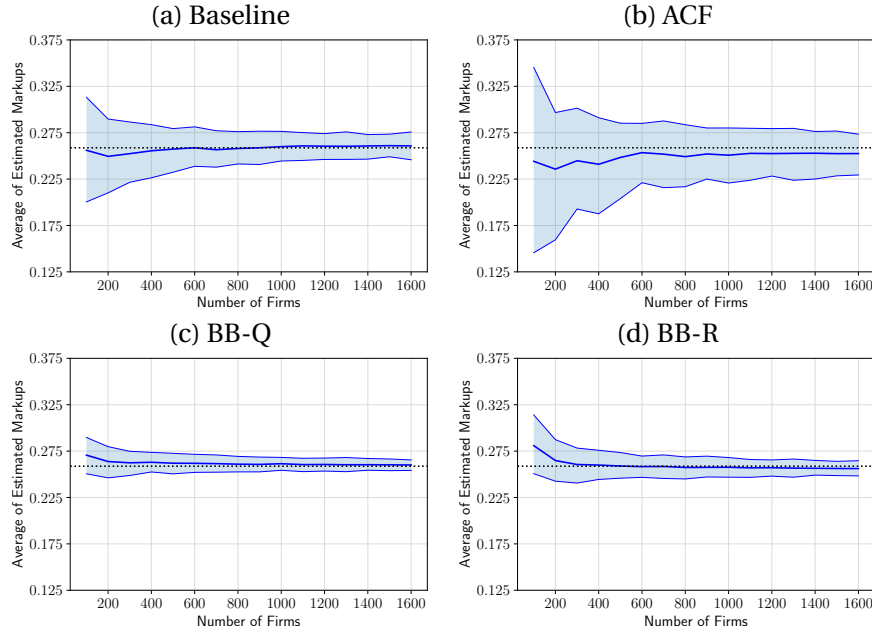 (a) Baseline
0.375
0.325
0.275
0.225
0.175
0.125
Average of Estimated Markups
200 400 600 800 1000 1200 1400 1600
Number of Firms
(b) ACF
0.375
0.325
0.275
0.225
0.175
0.125
Average of Estimated Markups
200 400 600 800 1000 1200 1400 1600
Number of Firms
(c) BB-Q
0.375
0.325
0.275
0.225
0.175
0.125
Average of Estimated Markups
200 400 600 800 1000 1200 1400 1600
Number of Firms
(d) BB-R
0.375
0.325
0.275
0.225
0.175
0.125
Average of Estimated Markups
200 400 600 800 1000 1200 1400 1600
Number of Firms